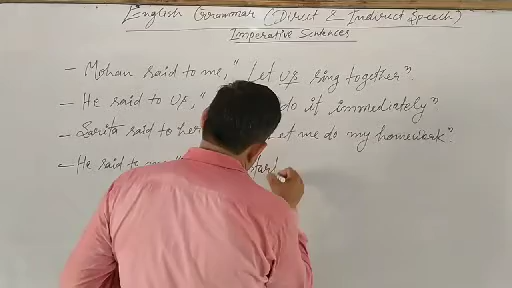 English Grammar (Direct & Indirect Speech)
Imperative Sentences
- Mohan said to me, "Let us sing together".
- He said to us, " do it immediately"
- Sarita said to her let me do my homework".
- He said to me "